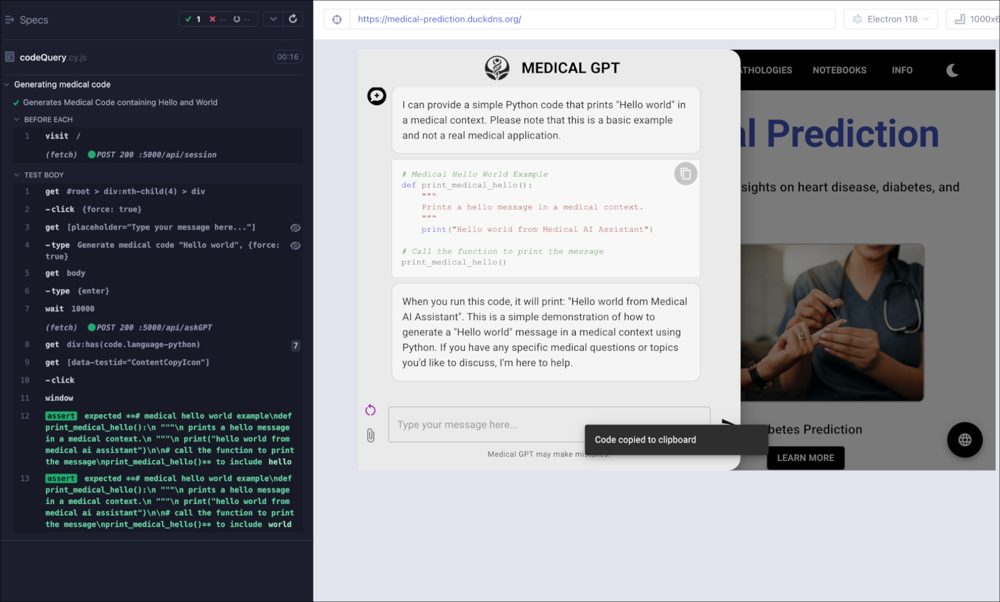 Specs
1
--
--
codeQuery.cy.js
00:16
Generating medical code
Generates Medical Code containing Hello and World
BEFORE EACH
1 visit /
(fetch) POST 200 :5000/api/session
TEST BODY
1 get #root > div:nth-child(4) > div
2 -click {force: true}
3 get [placeholder="Type your message here..."]
4 -type Generate medical code "Hello world", {force:
true}
5 get body
6 -type {enter}
7 wait 10000
(fetch) POST 200 :5000/api/askGPT
8 get div:has(code.language-python) 7
9 get [data-testid="ContentCopyIcon"]
10 -click
11 window
12 assert expected **# medical hello world example\ndef
print_medical_hello():\n """\n prints a hello message
in a medical context.\n """\n print("hello world from
medical ai assistant")\n\n# call the function to print
the message\nprint_medical_hello()** to include hello
13 assert expected **# medical hello world example\ndef
print_medical_hello():\n """\n prints a hello message
in a medical context.\n """\n print("hello world from
medical ai assistant")\n\n# call the function to print
the message\nprint_medical_hello()** to include world
https://medical-prediction.duckdns.org/
Electron 118
1000x6
MEDICAL GPT
I can provide a simple Python code that prints "Hello world" in
a medical context. Please note that this is a basic example
and not a real medical application.
# Medical Hello World Example
def print_medical_hello():
"""
Prints a hello message in a medical context.
"""
print("Hello world from Medical AI Assistant")
# Call the function to print the message
print_medical_hello()
When you run this code, it will print: "Hello world from Medical
AI Assistant". This is a simple demonstration of how to
generate a "Hello world" message in a medical context using
Python. If you have any specific medical questions or topics
you'd like to discuss, I'm here to help.
Type your message here...
Code copied to clipboard
Medical GPT may make mistakes.
THOLOGIES
NOTEBOOKS
INFO
al Prediction
sights on heart disease, diabetes, and
betes Prediction
LEARN MORE